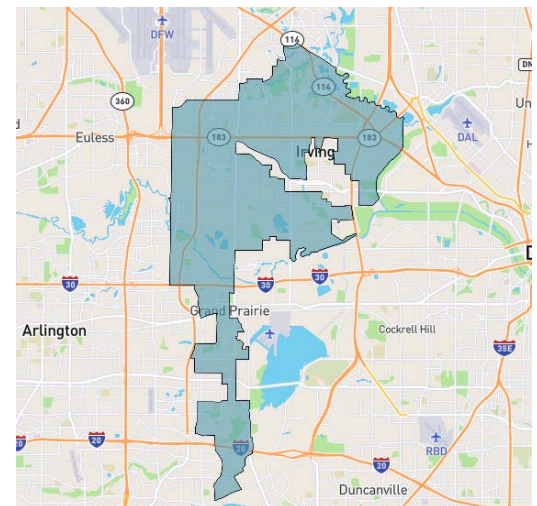 114
DFW
114
360
DN
Un
183
183
DAL
Euless
Irving
30
30
30
Grand Prairie
Arlington
Cockrell Hill
35E
20
20
20
20
RBD
Duncanville